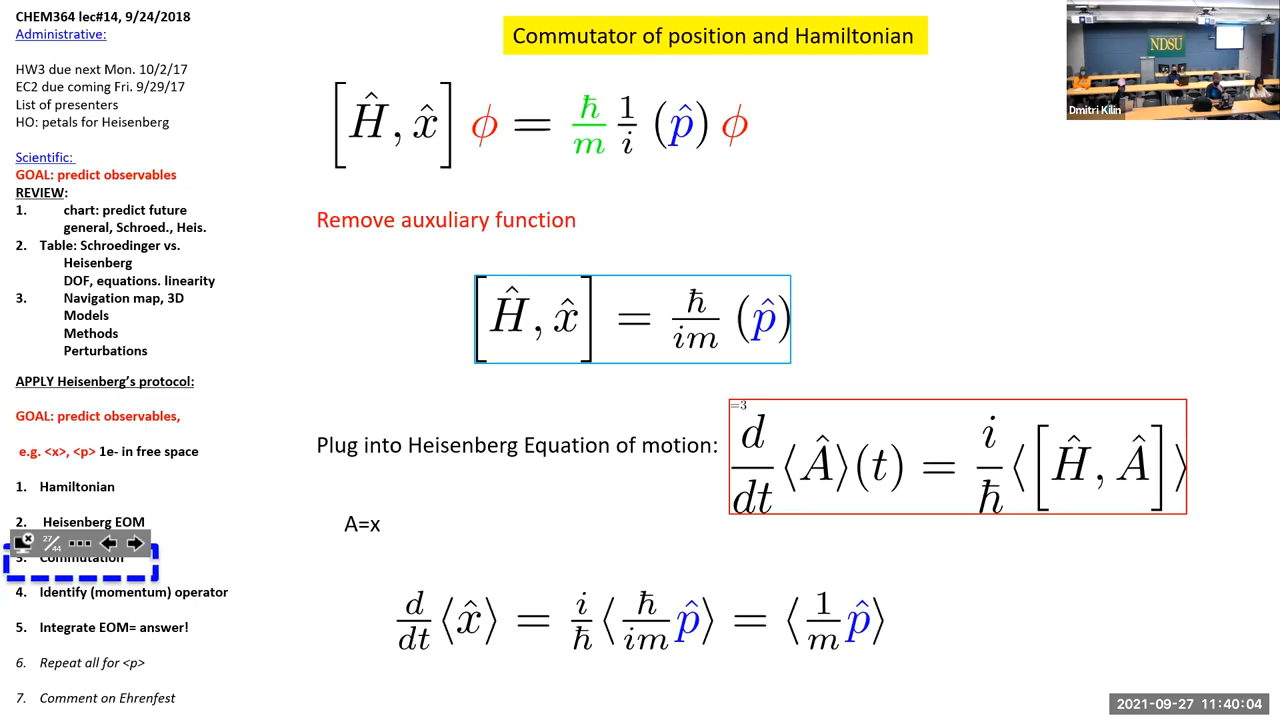 CHEM364 lec#14, 9/24/2018
Administrative:
HW3 due next Mon. 10/2/17
EC2 due coming Fri. 9/29/17
List of presenters
HO: petals for Heisenberg
Scientific:
GOAL: predict observables
REVIEW:
1. chart: predict future
general, Schroed., Heis.
2. Table: Schroedinger vs.
Heisenberg
DOF, equations. linearity
3. Navigation map, 3D
Models
Methods
Perturbations
APPLY Heisenberg's protocol:
GOAL: predict observables,
e.g. <x>, <p> 1e- in free space
1. Hamiltonian
2. Heisenberg EOM
27/44
3. Commutation
4. Identify (momentum) operator
5. Integrate EOM= answer!
6. Repeat all for <p>
7. Comment on Ehrenfest
Commutator of position and Hamiltonian
[Ĥ, x̂] ϕ = ħ/m 1/i (p̂) ϕ
Remove auxuliary function
[Ĥ, x̂] = ħ/im (p̂)
Plug into Heisenberg Equation of motion:
=3
d/dt ⟨Â⟩(t) = i/ħ ⟨[Ĥ, Â]⟩
A=x
d/dt ⟨x̂⟩ = i/ħ ⟨ħ/im p̂⟩ = ⟨1/m p̂⟩
NDSU
Dmitri Kilin
2021-09-27 11:40:04